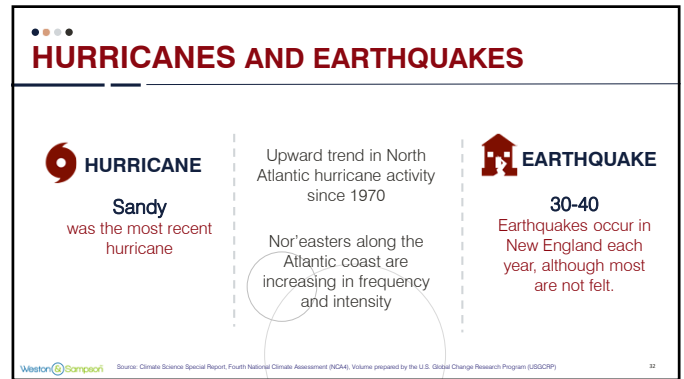 HURRICANES AND EARTHQUAKES
HURRICANE
Sandy
was the most recent
hurricane
Upward trend in North
Atlantic hurricane activity
since 1970
Nor'easters along the
Atlantic coast are
increasing in frequency
and intensity
EARTHQUAKE
30-40
Earthquakes occur in
New England each
year, although most
are not felt.
Weston & Sampson
Source: Climate Science Special Report, Fourth National Climate Assessment (NCA4), Volume prepared by the U.S. Global Change Research Program (USGCRP)
32